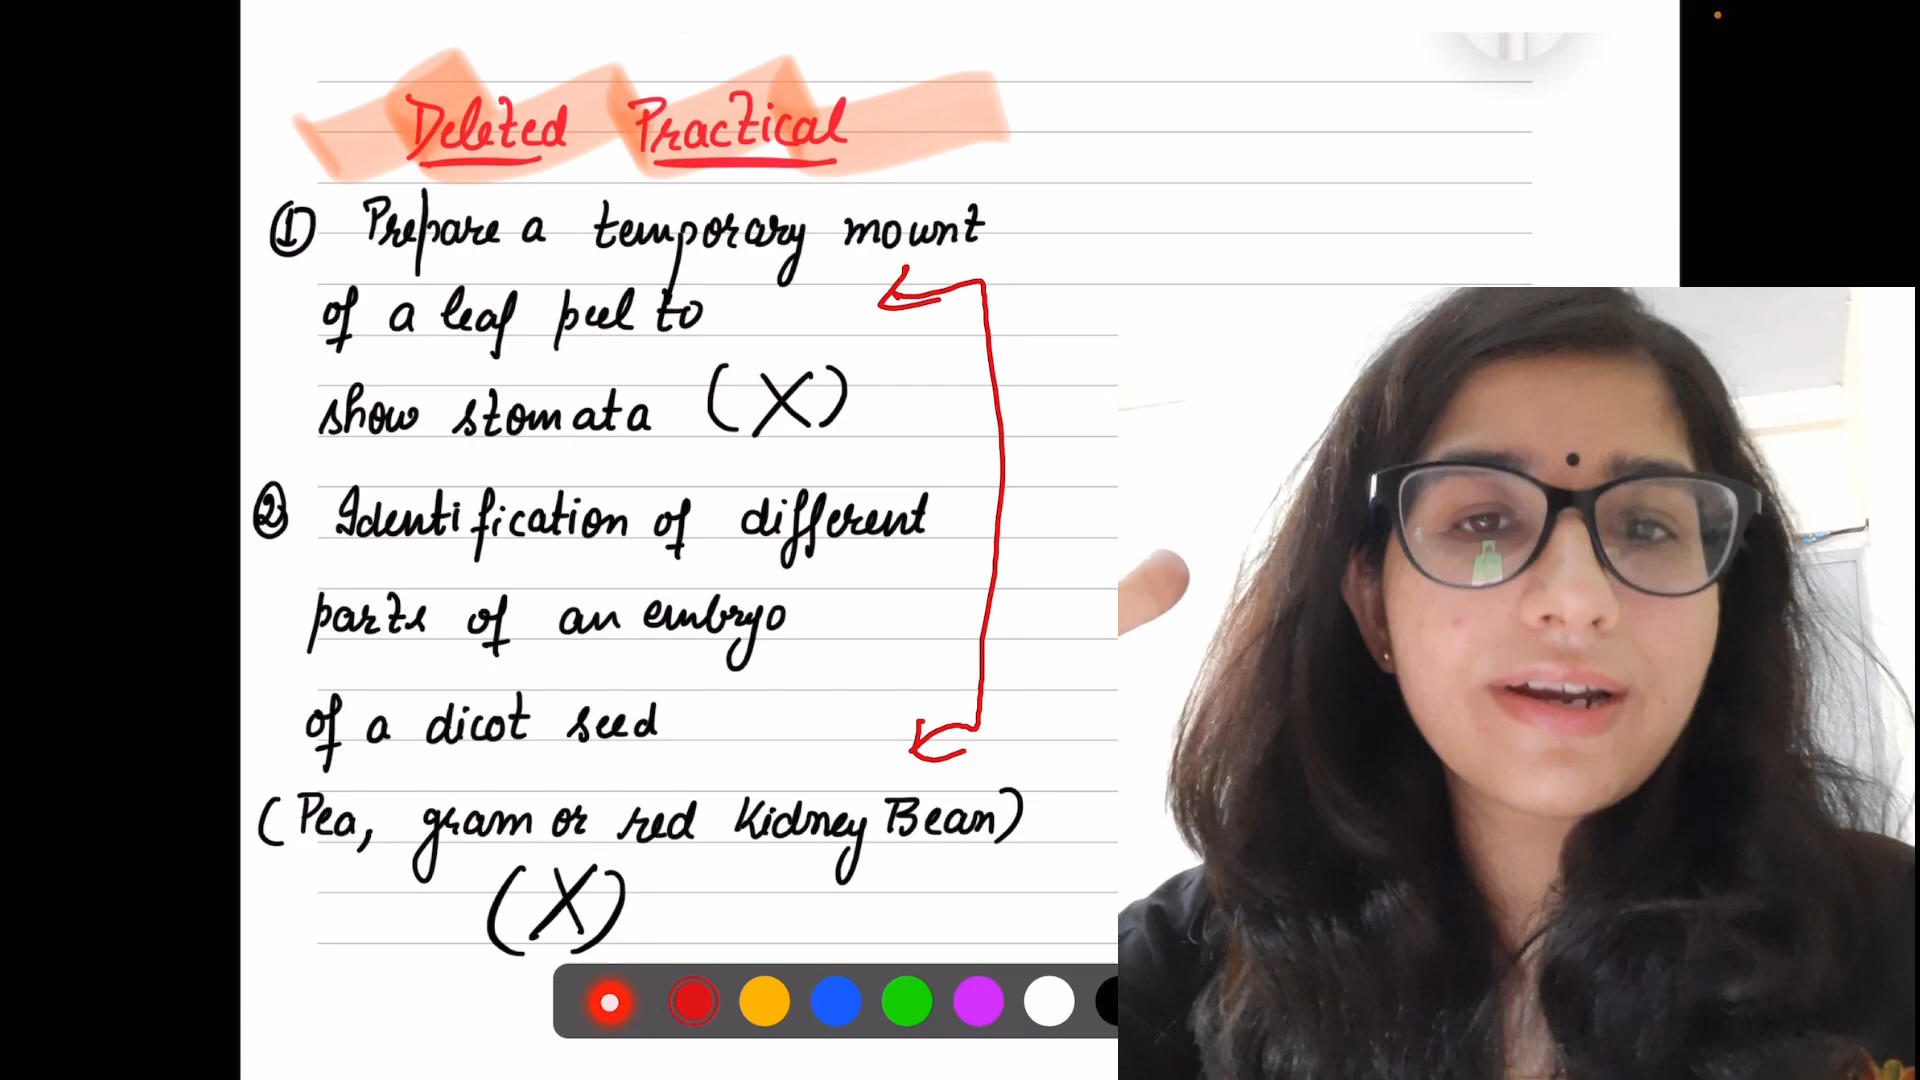 Deleted Practical
① Prepare a temporary mount
of a leaf peel to
show stomata (X)
② Identification of different
parts of an embryo
of a dicot seed
(Pea, gram or red Kidney Bean)
(X)